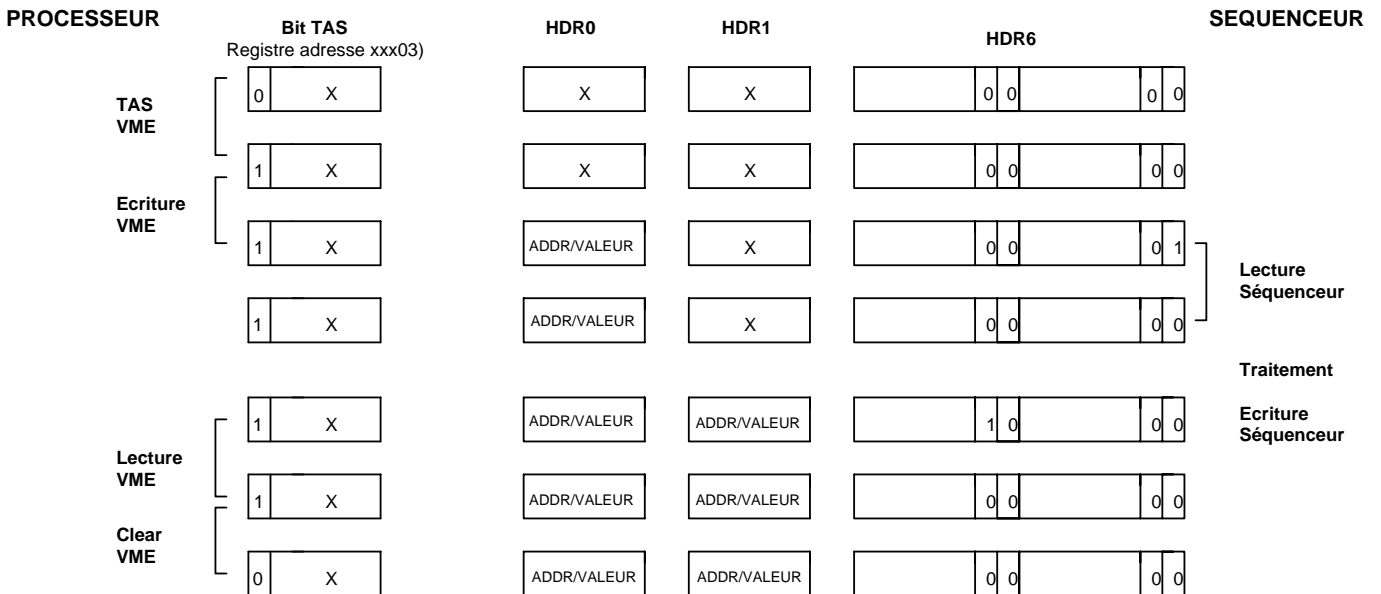 PROCESSEUR SEQUENCEUR
Bit TAS HDR0 HDR1 HDR6
Registre adresse xxx03)
0 X X X 0 0 0 0
TAS
VME
1 X X X 0 0 0 0
Ecriture
VME
1 X ADDR/VALEUR X 0 0 0 1
Lecture
Séquenceur
1 X ADDR/VALEUR X 0 0 0 0
Traitement
1 X ADDR/VALEUR ADDR/VALEUR 1 0 0 0
Ecriture
Séquenceur
Lecture
VME
1 X ADDR/VALEUR ADDR/VALEUR 0 0 0 0
Clear
VME
0 X ADDR/VALEUR ADDR/VALEUR 0 0 0 0